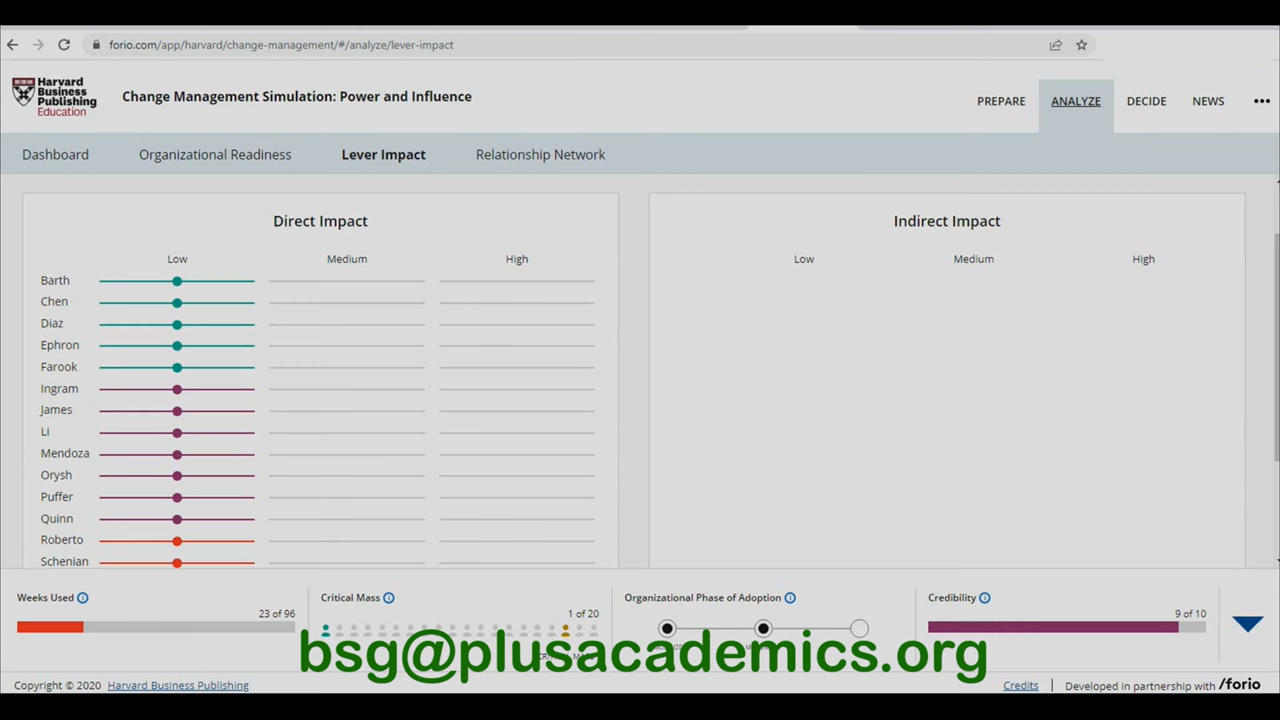 forio.com/app/harvard/change-management/#/analyze/lever-impact
Harvard
Business
Publishing
Education
Change Management Simulation: Power and Influence
PREPARE
ANALYZE
DECIDE
NEWS
Dashboard
Organizational Readiness
Lever Impact
Relationship Network
Direct Impact
Low Medium High
Barth
Chen
Diaz
Ephron
Farook
Ingram
James
Li
Mendoza
Orysh
Puffer
Quinn
Roberto
Schenian
Indirect Impact
Low Medium High
Weeks Used
23 of 96
Critical Mass
1 of 20
Organizational Phase of Adoption
Credibility
9 of 10
bsg@plusacademics.org
Copyright © 2020 Harvard Business Publishing
Credits
Developed in partnership with /forio